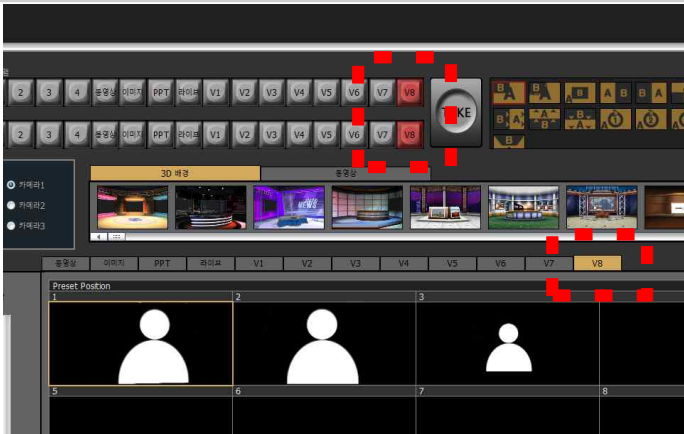 2 3 4 동영상 이미지 PPT 라이브 V1 V2 V3 V4 V5 V6 V7 V8
TAKE
2 3 4 동영상 이미지 PPT 라이브 V1 V2 V3 V4 V5 V6 V7 V8
3D 배경 동영상
카메라1
카메라2
카메라3
NEWS
동영상 이미지 PPT 라이브 V1 V2 V3 V4 V5 V6 V7 V8
Preset Position
1 2 3
5 6 7 8